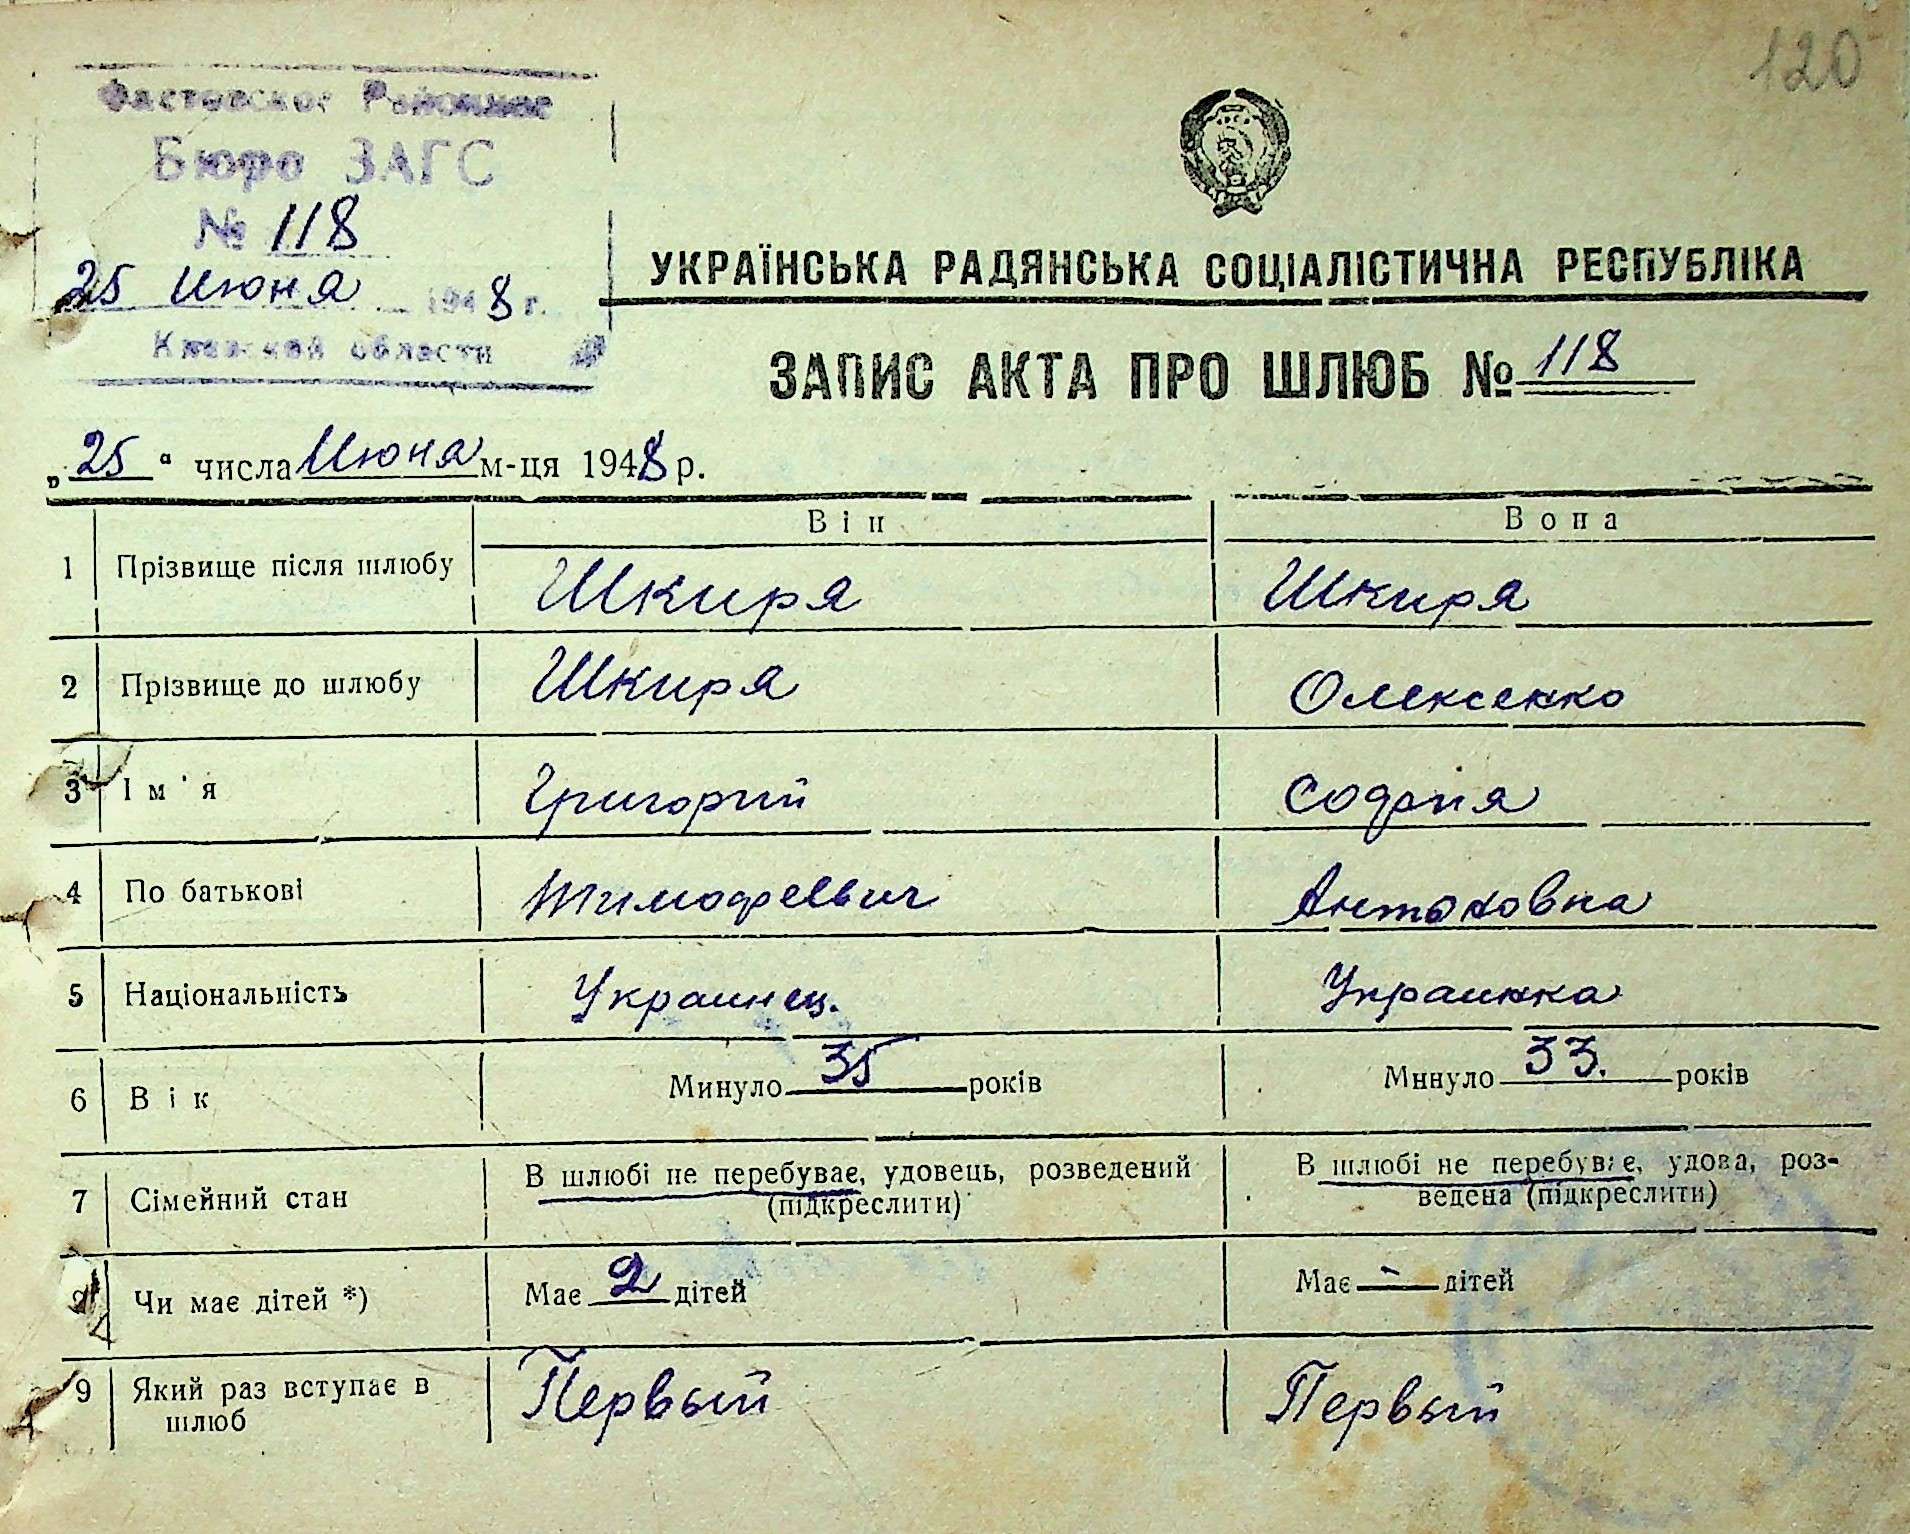 120
Фастовское Районное
Бюро ЗАГС
№ 118
25 Июня 1948 г.
Киевской области
УКРАЇНСЬКА РАДЯНСЬКА СОЦІАЛІСТИЧНА РЕСПУБЛІКА
ЗАПИС АКТА ПРО ШЛЮБ № 118
„25“ числа Июня м-ця 1948 р.
Він Вона
1 Прізвище після шлюбу Шкиря Шкиря
2 Прізвище до шлюбу Шкиря Олексенко
3 Ім'я Григорий София
4 По батькові Тимофеевич Антоновна
5 Національність Украинец. Украинка
6 Вік Минуло 35 років Минуло 33. років
7 Сімейний стан В шлюбі не перебуває, удовець, розведений (підкреслити) В шлюбі не перебуває, удова, роз-
ведена (підкреслити)
8 Чи має дітей *) Має 2 дітей Має - дітей
9 Який раз вступає в шлюб Первый Первый